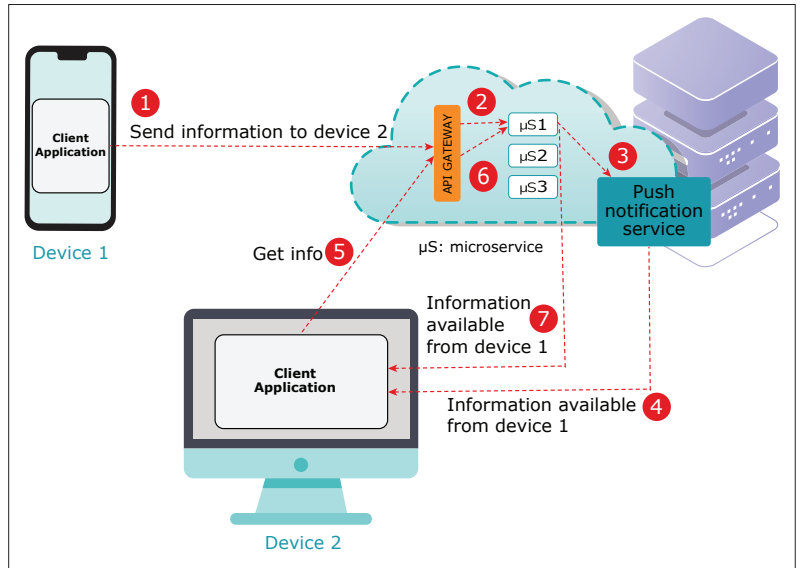 1
Send information to device 2
Client
Application
Device 1
API GATEWAY
2
µS1
µS2
µS3
6
3
Push
notification
service
µS: microservice
Get info
5
Information
available
from device 1
7
Client
Application
Information available
from device 1
4
Device 2